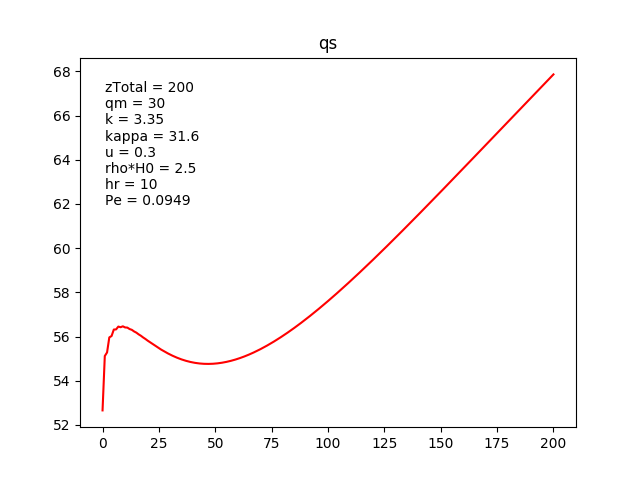 qs
zTotal = 200
qm = 30
k = 3.35
kappa = 31.6
u = 0.3
rho*H0 = 2.5
hr = 10
Pe = 0.0949
68
66
64
62
60
58
56
54
52
0 25 50 75 100 125 150 175 200